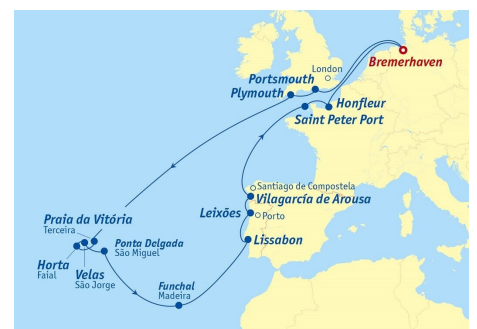 London
Bremerhaven
Portsmouth
Plymouth
Honfleur
Saint Peter Port
Santiago de Compostela
Vilagarcía de Arousa
Leixões
Porto
Lissabon
Praia da Vitória
Terceira
Ponta Delgada
São Miguel
Horta
Faial
Velas
São Jorge
Funchal
Madeira